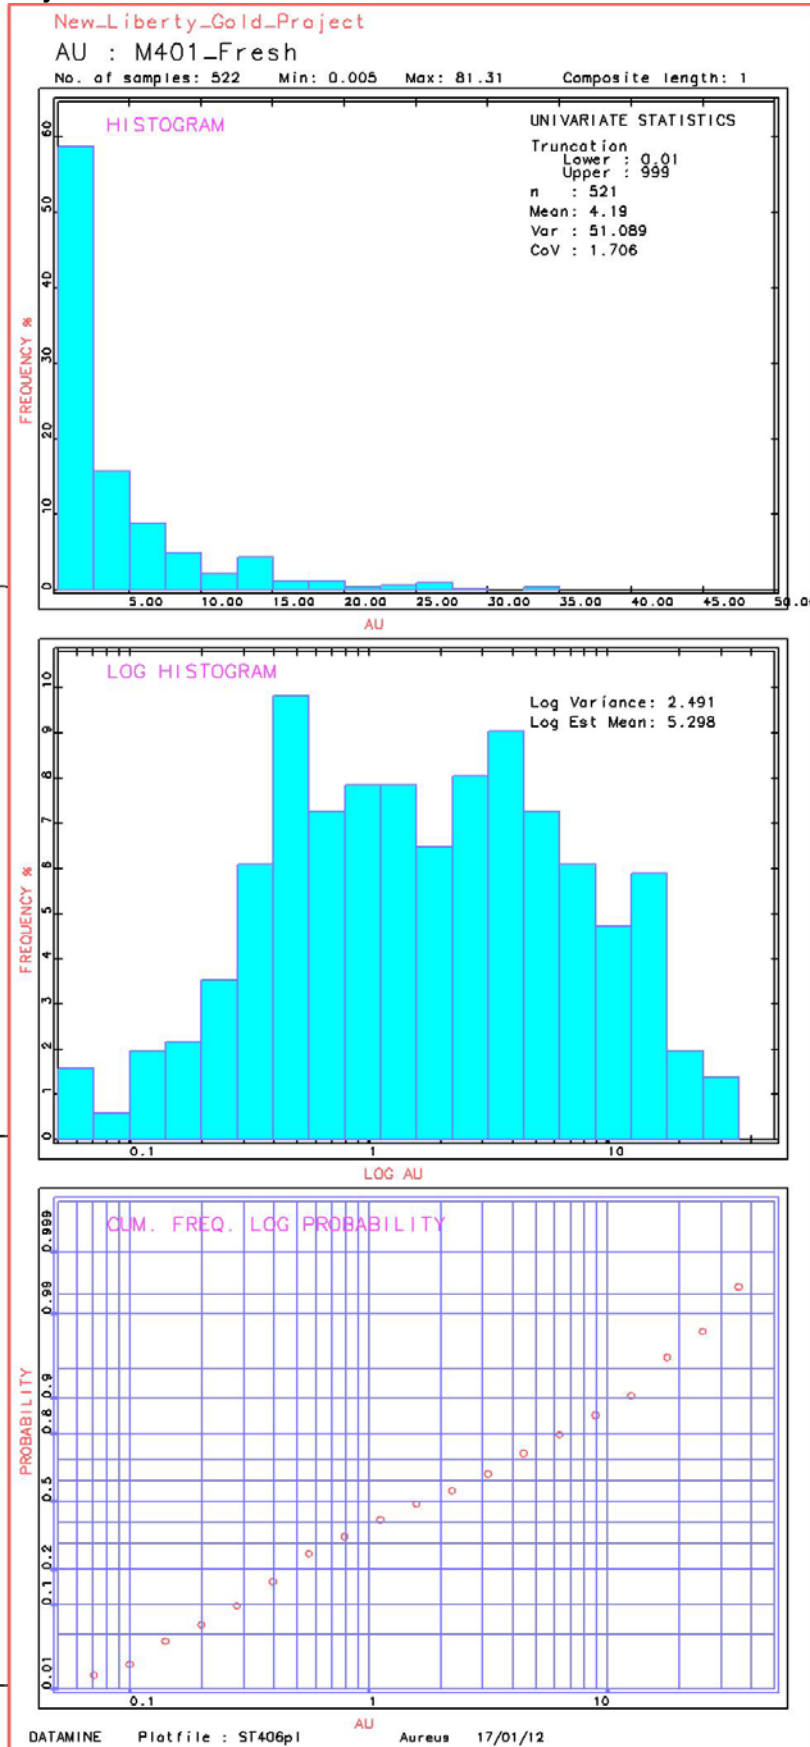 New_Liberty_Gold_Project
AU : M401_Fresh
No. of samples: 522 Min: 0.005 Max: 81.31 Composite length: 1
HISTOGRAM
UNIVARIATE STATISTICS
Truncation
Lower : 0.01
Upper : 999
n : 521
Mean: 4.19
Var : 51.089
CoV : 1.706
FREQUENCY %
60
50
40
30
20
10
0
5.00 10.00 15.00 20.00 25.00 30.00 35.00 40.00 45.00 50.00
AU
LOG HISTOGRAM
Log Variance: 2.491
Log Est Mean: 5.298
FREQUENCY %
10
9
8
7
6
5
4
3
2
1
0
0.1 1 10
LOG AU
CUM. FREQ. LOG PROBABILITY
PROBABILITY
0.999
0.99
0.9
0.8
0.5
0.2
0.1
0.01
0.1 1 10
AU
DATAMINE Plotfile : ST406pl Aureus 17/01/12